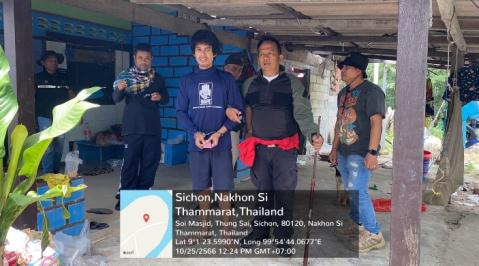 Sichon,Nakhon Si
Thammarat,Thailand
Soi Masjid, Thung Sai, Sichon, 80120, Nakhon Si
Thammarat, Thailand
Lat 9°1'23.5990"N, Long 99°54'44.0677"E
10/25/2566 12:24 PM GMT+07:00